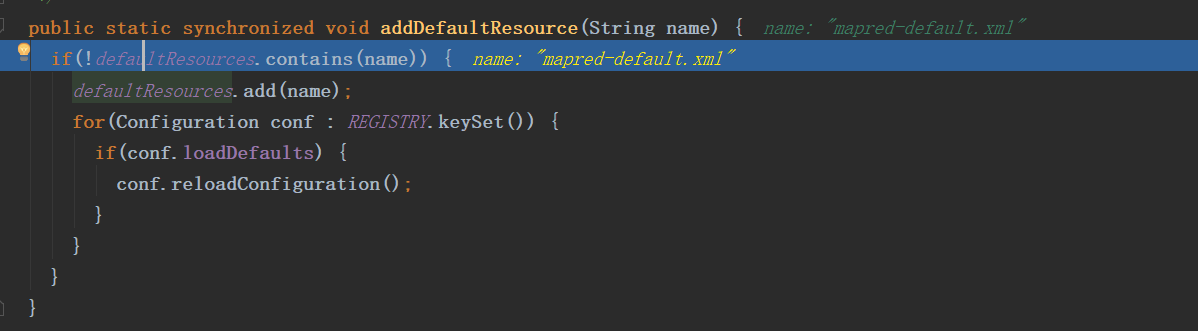 public static synchronized void addDefaultResource(String name) { name: "mapred-default.xml"
if(!defaultResources.contains(name)) { name: "mapred-default.xml"
defaultResources.add(name);
for(Configuration conf : REGISTRY.keySet()) {
if(conf.loadDefaults) {
conf.reloadConfiguration();
}
}
}
}